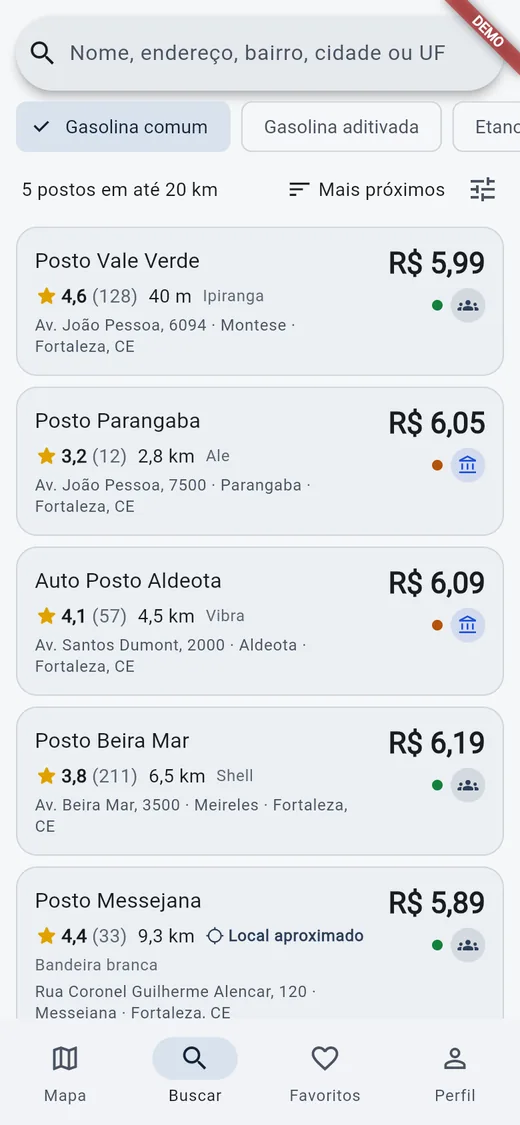 DEMO
Nome, endereço, bairro, cidade ou UF
Gasolina comum
Gasolina aditivada
Etano
5 postos em até 20 km
Mais próximos
Posto Vale Verde
R$ 5,99
4,6 (128) 40 m Ipiranga
Av. João Pessoa, 6094 · Montese ·
Fortaleza, CE
Posto Parangaba
R$ 6,05
3,2 (12) 2,8 km Ale
Av. João Pessoa, 7500 · Parangaba ·
Fortaleza, CE
Auto Posto Aldeota
R$ 6,09
4,1 (57) 4,5 km Vibra
Av. Santos Dumont, 2000 · Aldeota ·
Fortaleza, CE
Posto Beira Mar
R$ 6,19
3,8 (211) 6,5 km Shell
Av. Beira Mar, 3500 · Meireles · Fortaleza,
CE
Posto Messejana
R$ 5,89
4,4 (33) 9,3 km Local aproximado
Bandeira branca
Rua Coronel Guilherme Alencar, 120 ·
Messejana · Fortaleza, CE
Mapa
Buscar
Favoritos
Perfil